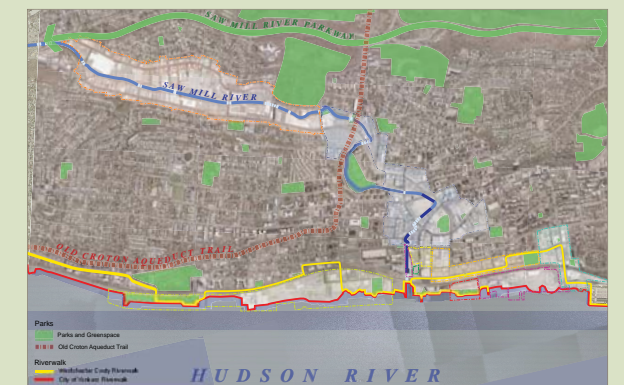 SAW MILL RIVER PARKWAY
SAW MILL RIVER
OLD CROTON AQUEDUCT TRAIL
Parks
Parks and Greenspace
Old Croton Aqueduct Trail
Riverwalk
Westchester Cnty Riverwalk
City of Yonkers Riverwalk
HUDSON RIVER